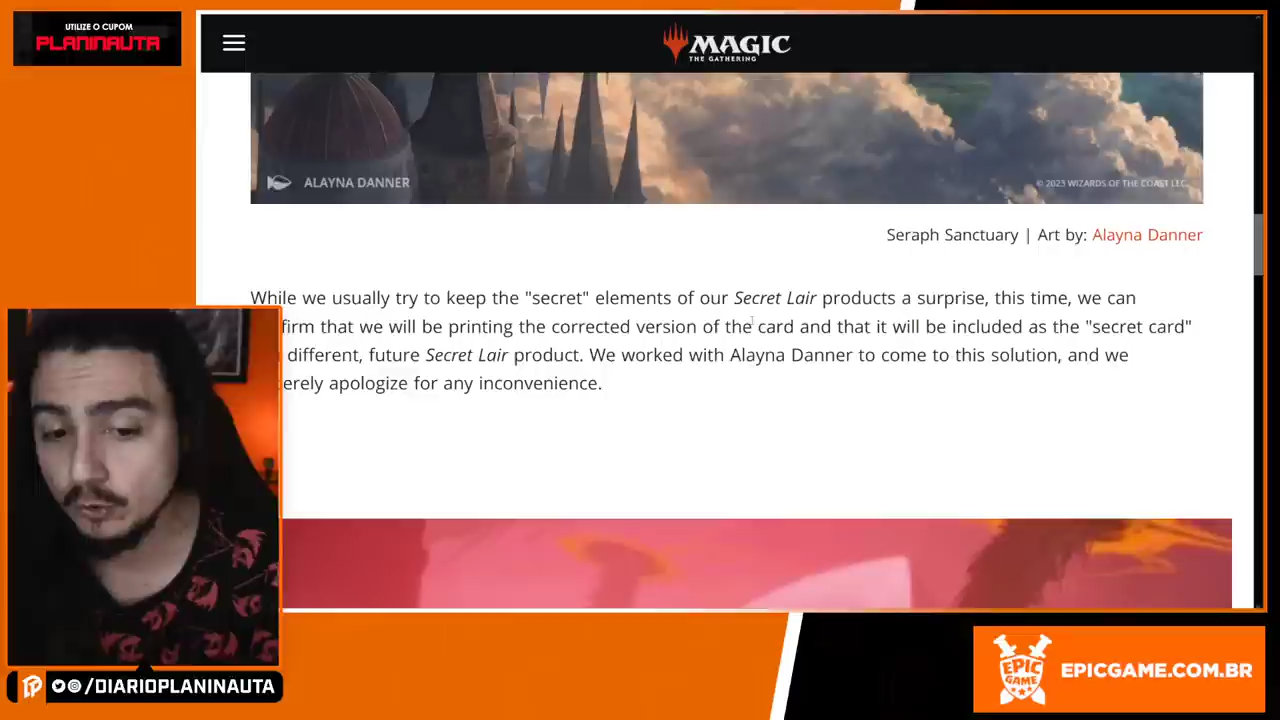 UTILIZE O CUPOM
PLANINAUTA
MAGIC
THE GATHERING
ALAYNA DANNER
© 2023 WIZARDS OF THE COAST LLC.
Seraph Sanctuary | Art by: Alayna Danner
While we usually try to keep the "secret" elements of our Secret Lair products a surprise, this time, we can
firm that we will be printing the corrected version of the card and that it will be included as the "secret card"
different, future Secret Lair product. We worked with Alayna Danner to come to this solution, and we
erely apologize for any inconvenience.
/DIARIOPLANINAUTA
EPIC
GAME
EPICGAME.COM.BR